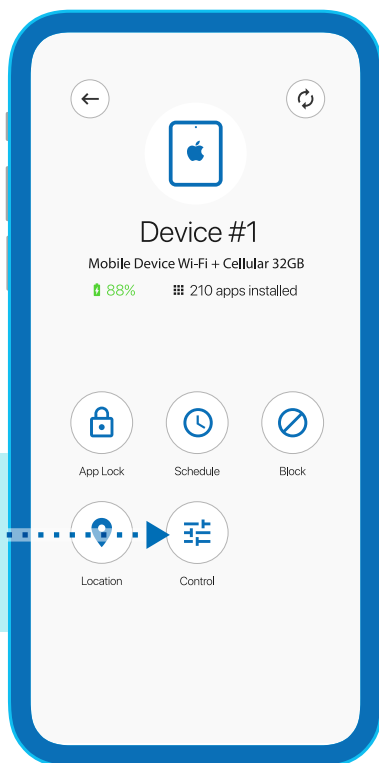 Device #1
Mobile Device Wi-Fi + Cellular 32GB
88% 210 apps installed
App Lock Schedule Block
Location Control